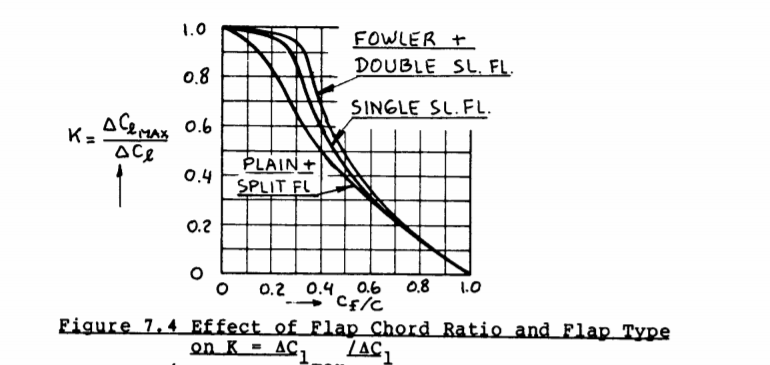 1.0
FOWLER +
DOUBLE SL. FL.
0.8
SINGLE SL. FL.
0.6
K = ΔCℓMAX / ΔCℓ
PLAIN +
SPLIT FL
0.4
0.2
0
0 0.2 0.4 0.6 0.8 1.0
→ Cf/C
Figure 7.4 Effect of Flap Chord Ratio and Flap Type
on K = ΔC1 /ΔC1